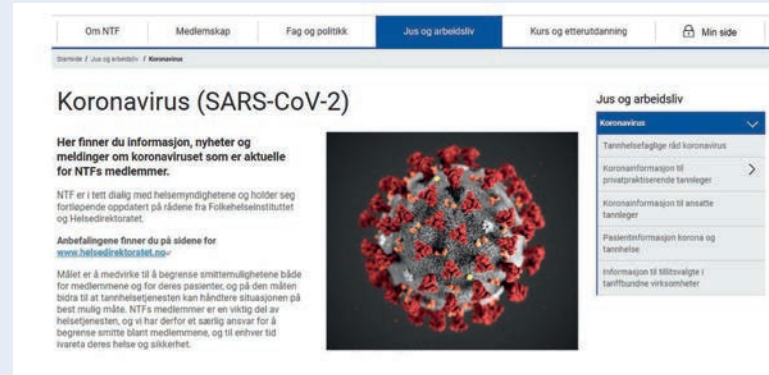 Om NTF
Medlemskap
Fag og politikk
Jus og arbeidsliv
Kurs og etterutdanning
Min side
Startside / Jus og arbeidsliv / Koronavirus
Koronavirus (SARS-CoV-2)
Her finner du informasjon, nyheter og
meldinger om koronaviruset som er aktuelle
for NTFs medlemmer.
NTF er i tett dialog med helsemyndighetene og holder seg
fortløpende oppdatert på rådene fra Folkehelseinstituttet
og Helsedirektoratet.
Anbefalingene finner du på sidene for
www.helsedirektoratet.no
Målet er å medvirke til å begrense smittemulighetene både
for medlemmene og for deres pasienter, og på den måten
bidra til at tannhelsetjenesten kan håndtere situasjonen på
best mulig måte. NTFs medlemmer er en viktig del av
helsetjenesten, og vi har derfor et særlig ansvar for å
begrense smitte blant medlemmene, og til enhver tid
ivareta deres helse og sikkerhet.
Jus og arbeidsliv
Koronavirus
Tannhelsefaglige råd koronavirus
Koronainformasjon til
privatpraktiserende tannleger
Koronainformasjon til ansatte
tannleger
Pasientinformasjon korona og
tannhelse
Informasjon til tillitsvalgte i
tariffbundne virksomheter